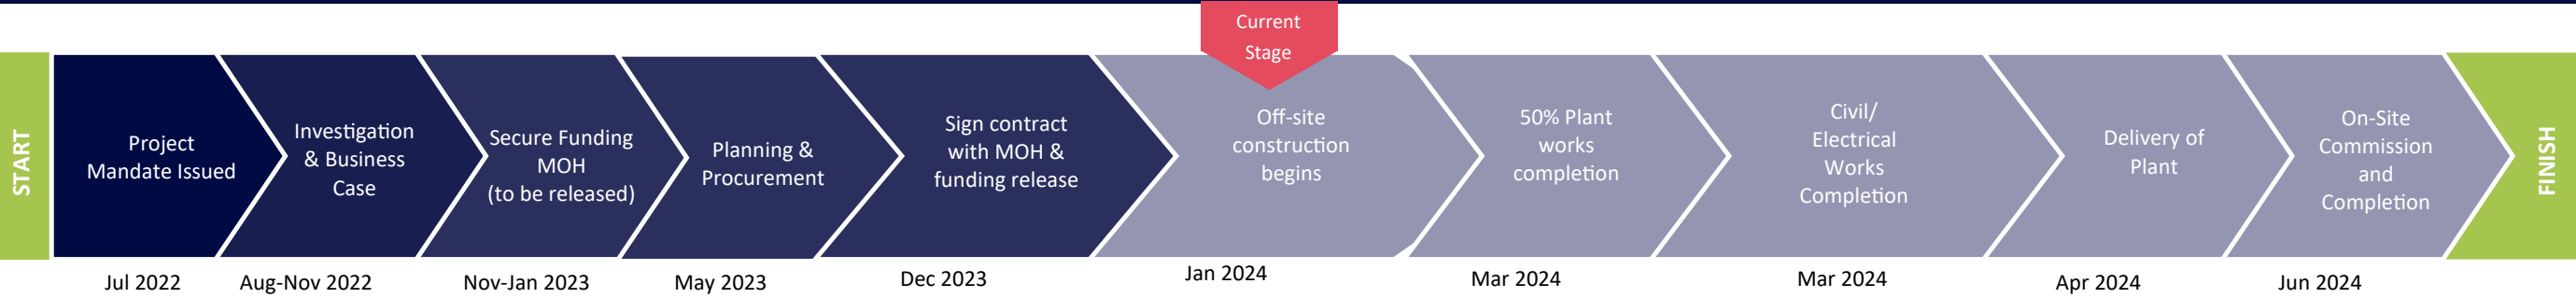 Current
Stage
START
Project
Mandate Issued
Investigation
& Business
Case
Secure Funding
MOH
(to be released)
Planning &
Procurement
Sign contract
with MOH &
funding release
Off-site
construction
begins
50% Plant
works
completion
Civil/
Electrical
Works
Completion
Delivery of
Plant
On-Site
Commission
and
Completion
FINISH
Jul 2022
Aug-Nov 2022
Nov-Jan 2023
May 2023
Dec 2023
Jan 2024
Mar 2024
Mar 2024
Apr 2024
Jun 2024